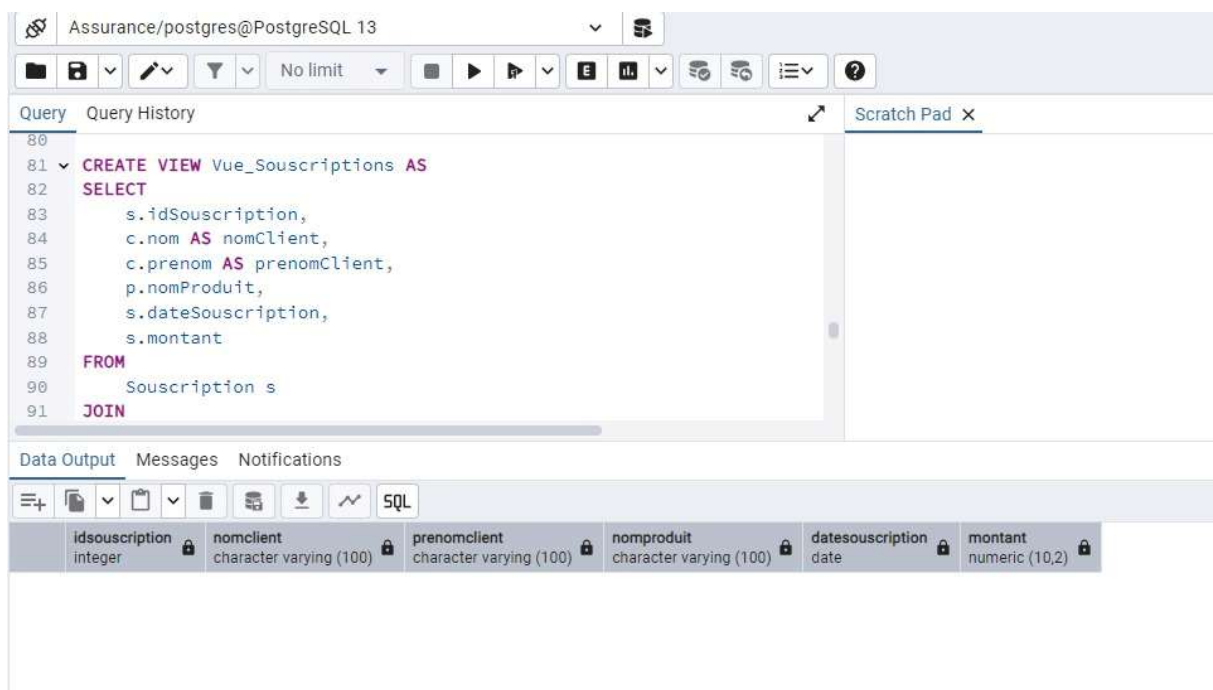 Assurance/postgres@PostgreSQL 13
No limit
E
Query Query History
Scratch Pad
80
81 CREATE VIEW Vue_Souscriptions AS
82 SELECT
83 s.idSouscription,
84 c.nom AS nomClient,
85 c.prenom AS prenomClient,
86 p.nomProduit,
87 s.dateSouscription,
88 s.montant
89 FROM
90 Souscription s
91 JOIN
Data Output Messages Notifications
SQL
idsouscription nomclient prenomclient nomproduit datesouscription montant
integer character varying (100) character varying (100) character varying (100) date numeric (10,2)